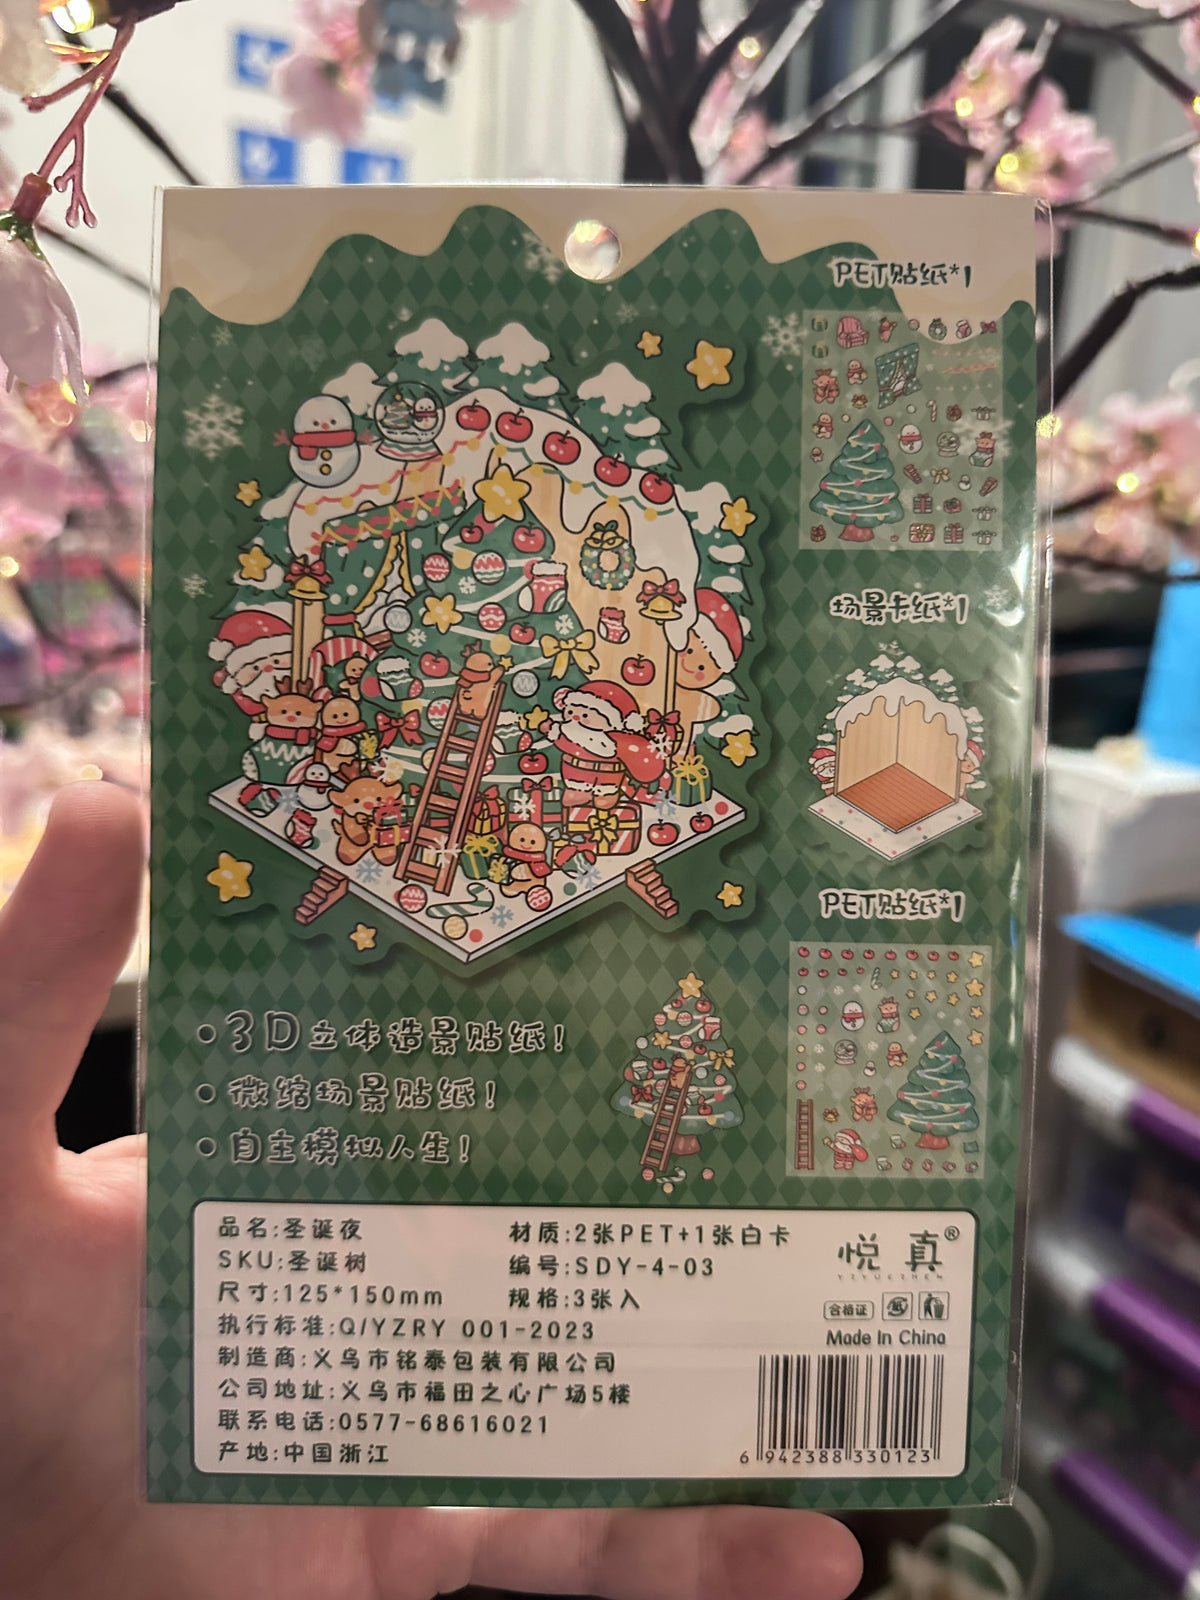 PET贴纸*1
场景卡纸*1
PET贴纸*1
• 3D立体造景贴纸!
• 微缩场景贴纸!
• 自主模拟人生!
品名:圣诞夜
SKU:圣诞树
尺寸:125*150mm
材质:2张PET+1张白卡
编号:SDY-4-03
规格:3张入
执行标准:Q/YZRY 001-2023
制造商:义乌市铭泰包装有限公司
公司地址:义乌市福田之心广场5楼
联系电话:0577-68616021
产地:中国浙江
悦真®
YZYUEZHEN
合格证
Made In China
6 942388 330123